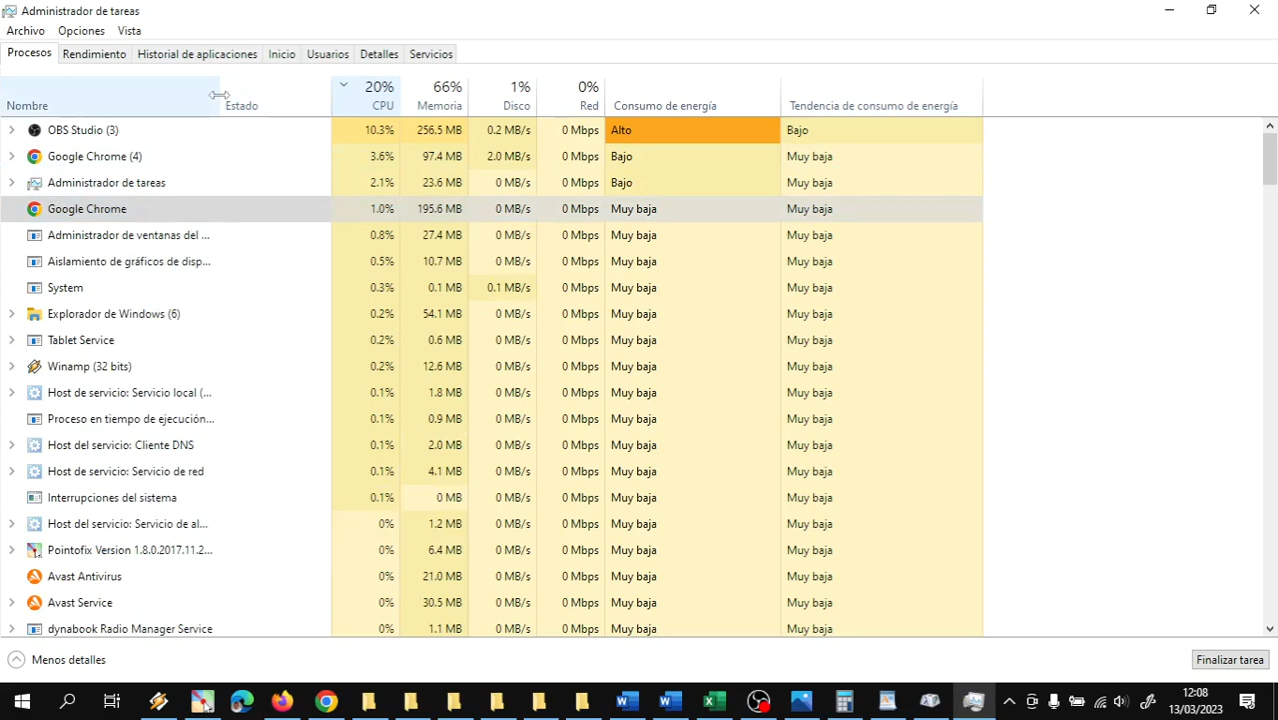 Administrador de tareas
Archivo Opciones Vista
Procesos Rendimiento Historial de aplicaciones Inicio Usuarios Detalles Servicios
20% 66% 1% 0%
Nombre Estado CPU Memoria Disco Red Consumo de energía Tendencia de consumo de energía
OBS Studio (3) 10.3% 256.5 MB 0.2 MB/s 0 Mbps Alto Bajo
Google Chrome (4) 3.6% 97.4 MB 2.0 MB/s 0 Mbps Bajo Muy baja
Administrador de tareas 2.1% 23.6 MB 0 MB/s 0 Mbps Bajo Muy baja
Google Chrome 1.0% 195.6 MB 0 MB/s 0 Mbps Muy baja Muy baja
Administrador de ventanas del ... 0.8% 27.4 MB 0 MB/s 0 Mbps Muy baja Muy baja
Aislamiento de gráficos de disp... 0.5% 10.7 MB 0 MB/s 0 Mbps Muy baja Muy baja
System 0.3% 0.1 MB 0.1 MB/s 0 Mbps Muy baja Muy baja
Explorador de Windows (6) 0.2% 54.1 MB 0 MB/s 0 Mbps Muy baja Muy baja
Tablet Service 0.2% 0.6 MB 0 MB/s 0 Mbps Muy baja Muy baja
Winamp (32 bits) 0.2% 12.6 MB 0 MB/s 0 Mbps Muy baja Muy baja
Host de servicio: Servicio local (... 0.1% 1.8 MB 0 MB/s 0 Mbps Muy baja Muy baja
Proceso en tiempo de ejecución... 0.1% 0.9 MB 0 MB/s 0 Mbps Muy baja Muy baja
Host del servicio: Cliente DNS 0.1% 2.0 MB 0 MB/s 0 Mbps Muy baja Muy baja
Host de servicio: Servicio de red 0.1% 4.1 MB 0 MB/s 0 Mbps Muy baja Muy baja
Interrupciones del sistema 0.1% 0 MB 0 MB/s 0 Mbps Muy baja Muy baja
Host del servicio: Servicio de al... 0% 1.2 MB 0 MB/s 0 Mbps Muy baja Muy baja
Pointofix Version 1.8.0.2017.11.2... 0% 6.4 MB 0 MB/s 0 Mbps Muy baja Muy baja
Avast Antivirus 0% 21.0 MB 0 MB/s 0 Mbps Muy baja Muy baja
Avast Service 0% 30.5 MB 0 MB/s 0 Mbps Muy baja Muy baja
dynabook Radio Manager Service 0% 1.1 MB 0 MB/s 0 Mbps Muy baja Muy baja
Menos detalles Finalizar tarea
12:08
13/03/2023